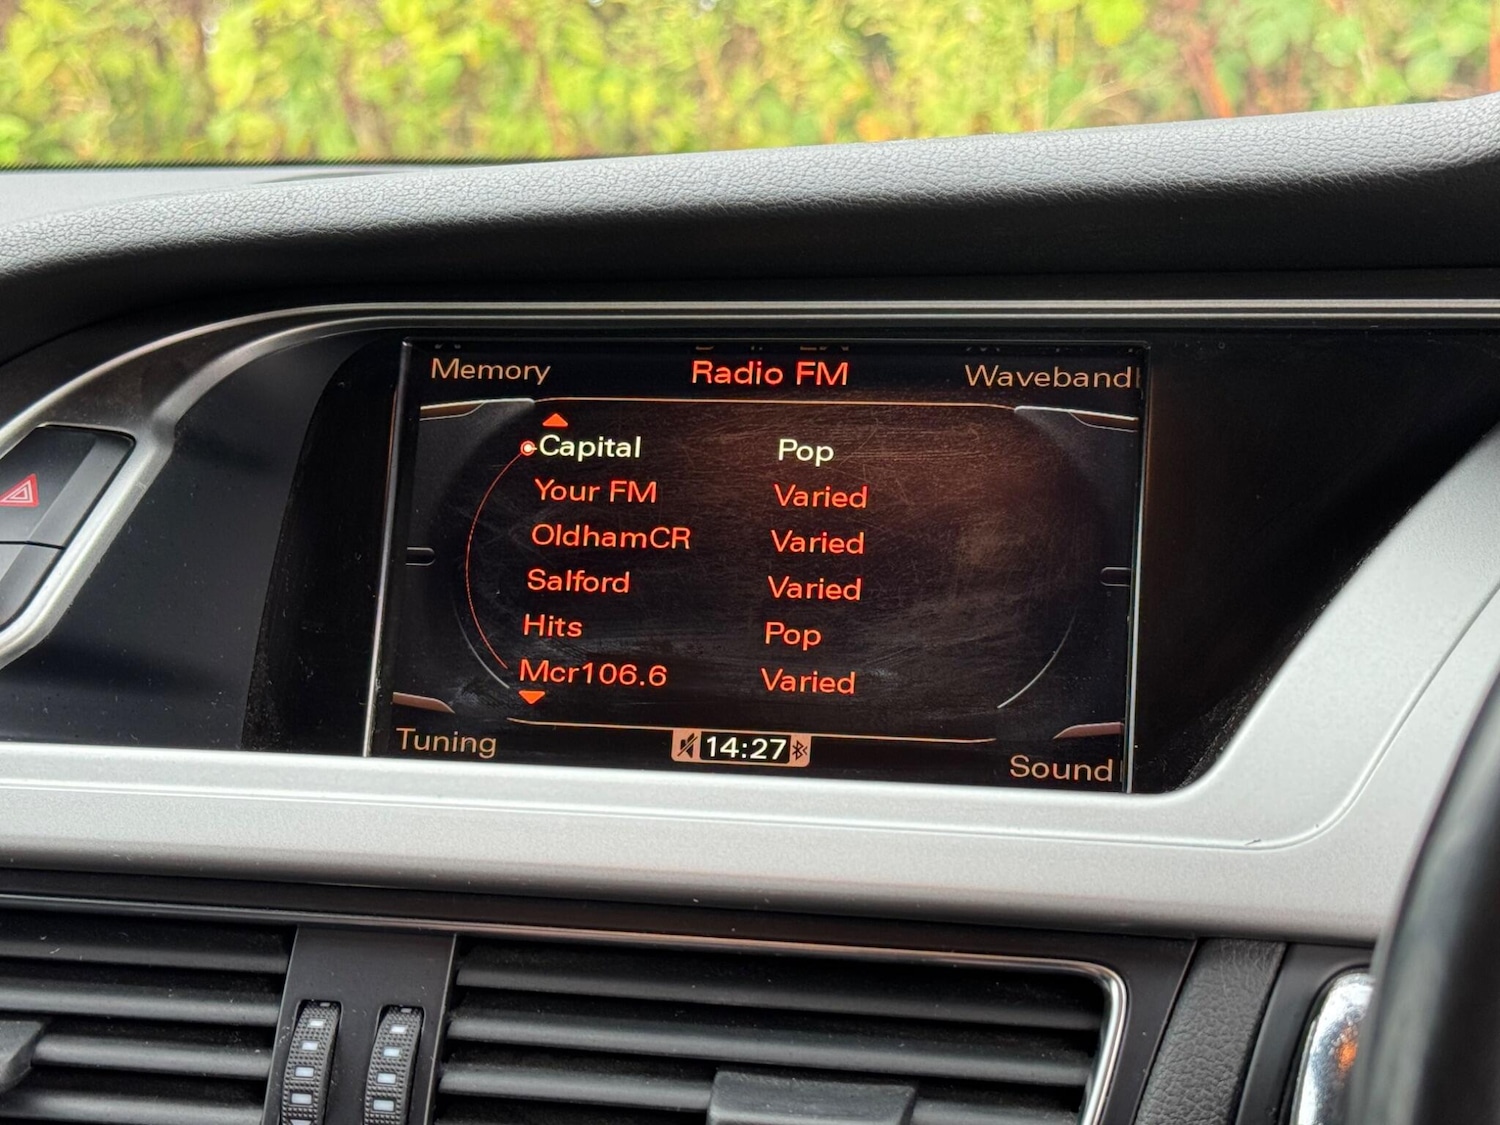 Memory Radio FM Waveband
Capital Pop
Your FM Varied
OldhamCR Varied
Salford Varied
Hits Pop
Mcr106.6 Varied
Tuning 14:27 Sound